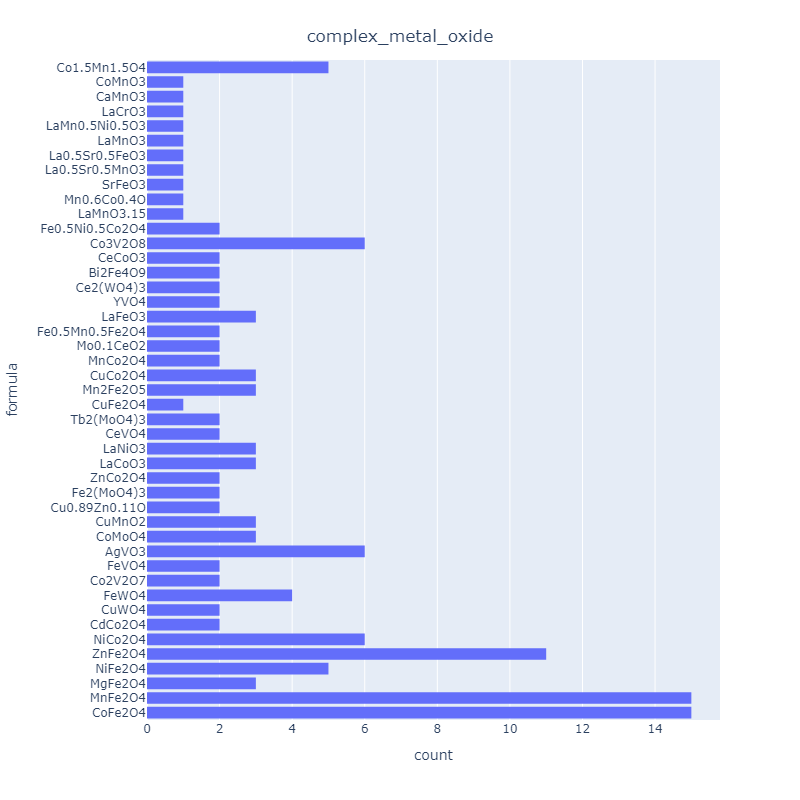 complex_metal_oxide
Co1.5Mn1.5O4
CoMnO3
CaMnO3
LaCrO3
LaMn0.5Ni0.5O3
LaMnO3
La0.5Sr0.5FeO3
La0.5Sr0.5MnO3
SrFeO3
Mn0.6Co0.4O
LaMnO3.15
Fe0.5Ni0.5Co2O4
Co3V2O8
CeCoO3
Bi2Fe4O9
Ce2(WO4)3
YVO4
LaFeO3
Fe0.5Mn0.5Fe2O4
Mo0.1CeO2
MnCo2O4
CuCo2O4
Mn2Fe2O5
CuFe2O4
Tb2(MoO4)3
CeVO4
LaNiO3
LaCoO3
ZnCo2O4
Fe2(MoO4)3
Cu0.89Zn0.11O
CuMnO2
CoMoO4
AgVO3
FeVO4
Co2V2O7
FeWO4
CuWO4
CdCo2O4
NiCo2O4
ZnFe2O4
NiFe2O4
MgFe2O4
MnFe2O4
CoFe2O4
formula
0 2 4 6 8 10 12 14
count